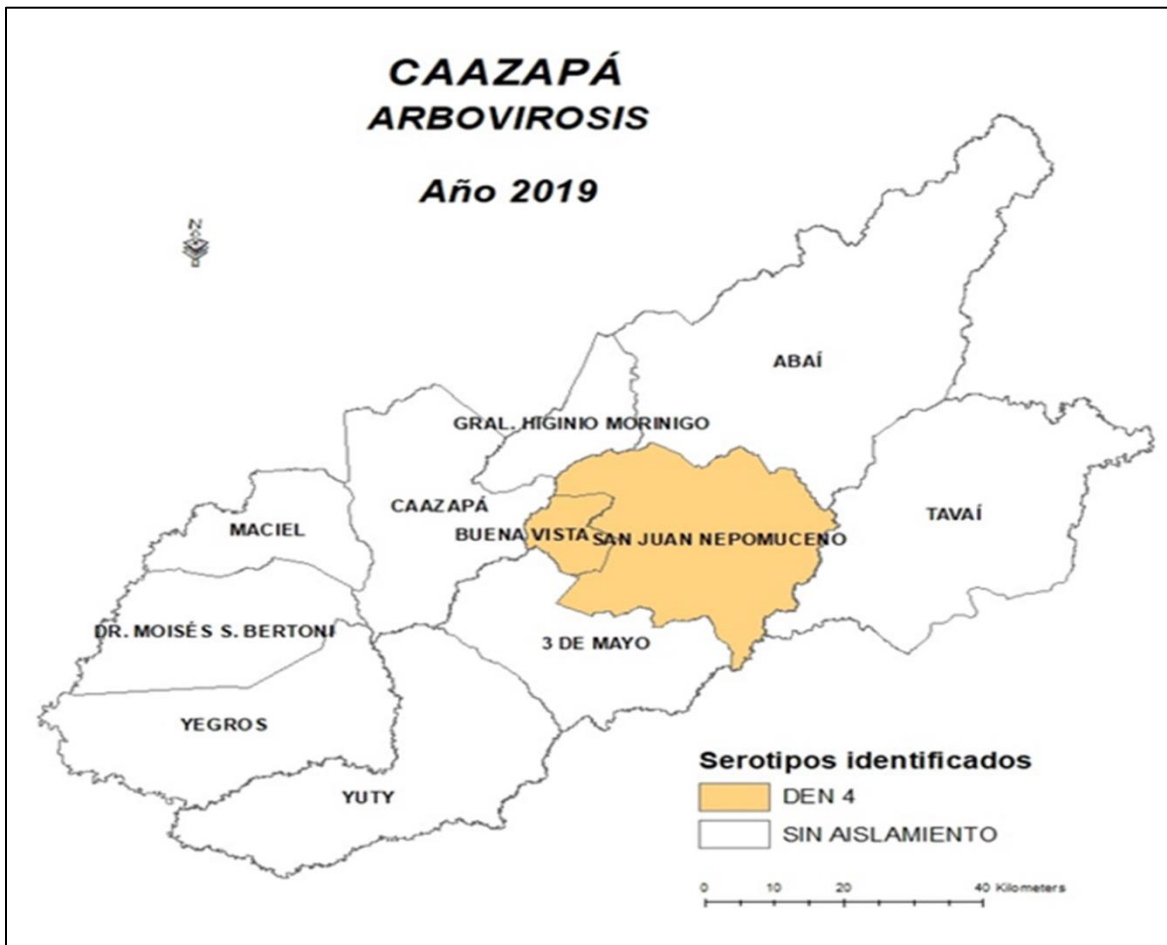 CAAZAPÁ
ARBOVIROSIS
Año 2019
N
ABAÍ
GRAL. HIGINIO MORINIGO
CAAZAPÁ
TAVAÍ
MACIEL
BUENA VISTA
SAN JUAN NEPOMUCENO
DR. MOISÉS S. BERTONI
3 DE MAYO
YEGROS
YUTY
Serotipos identificados
DEN 4
SIN AISLAMIENTO
0 10 20 40 Kilometers